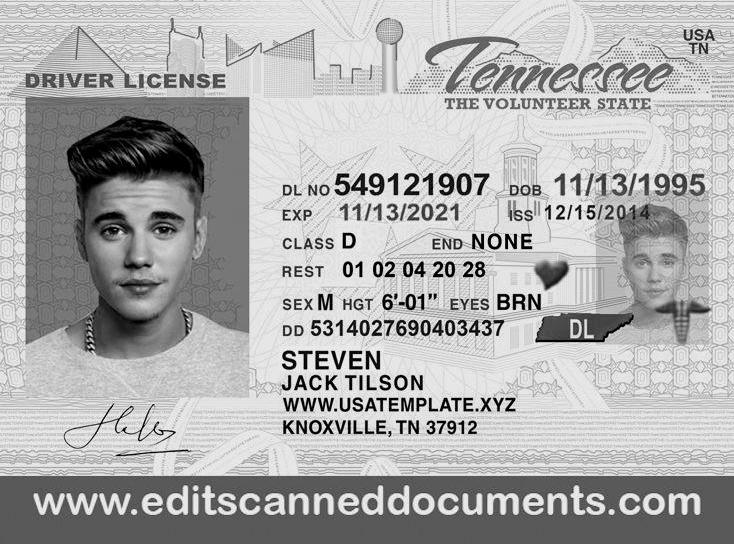 USA
TN
DRIVER LICENSE
Tennessee
THE VOLUNTEER STATE
DL NO 549121907 DOB 11/13/1995
EXP 11/13/2021 ISS 12/15/2014
CLASS D END NONE
REST 01 02 04 20 28
SEX M HGT 6'-01" EYES BRN
DD 5314027690403437
DL
STEVEN
JACK TILSON
WWW.USATEMPLATE.XYZ
KNOXVILLE, TN 37912
www.editscanneddocuments.com